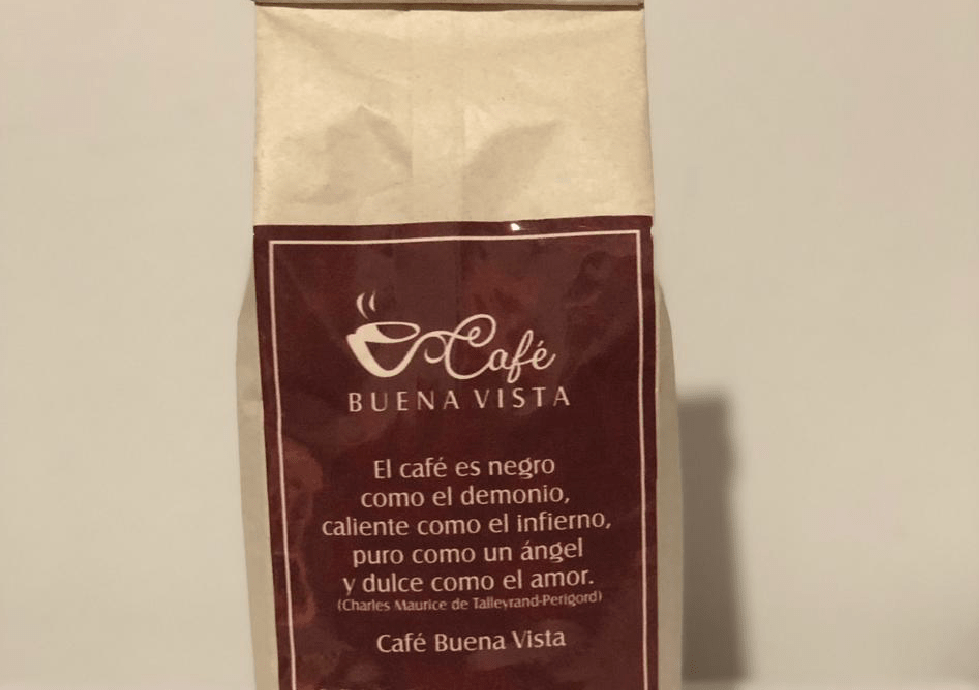 Café
BUENA VISTA
El café es negro
como el demonio,
caliente como el infierno,
puro como un ángel
y dulce como el amor.
(Charles Maurice de Talleyrand-Perigord)
Café Buena Vista